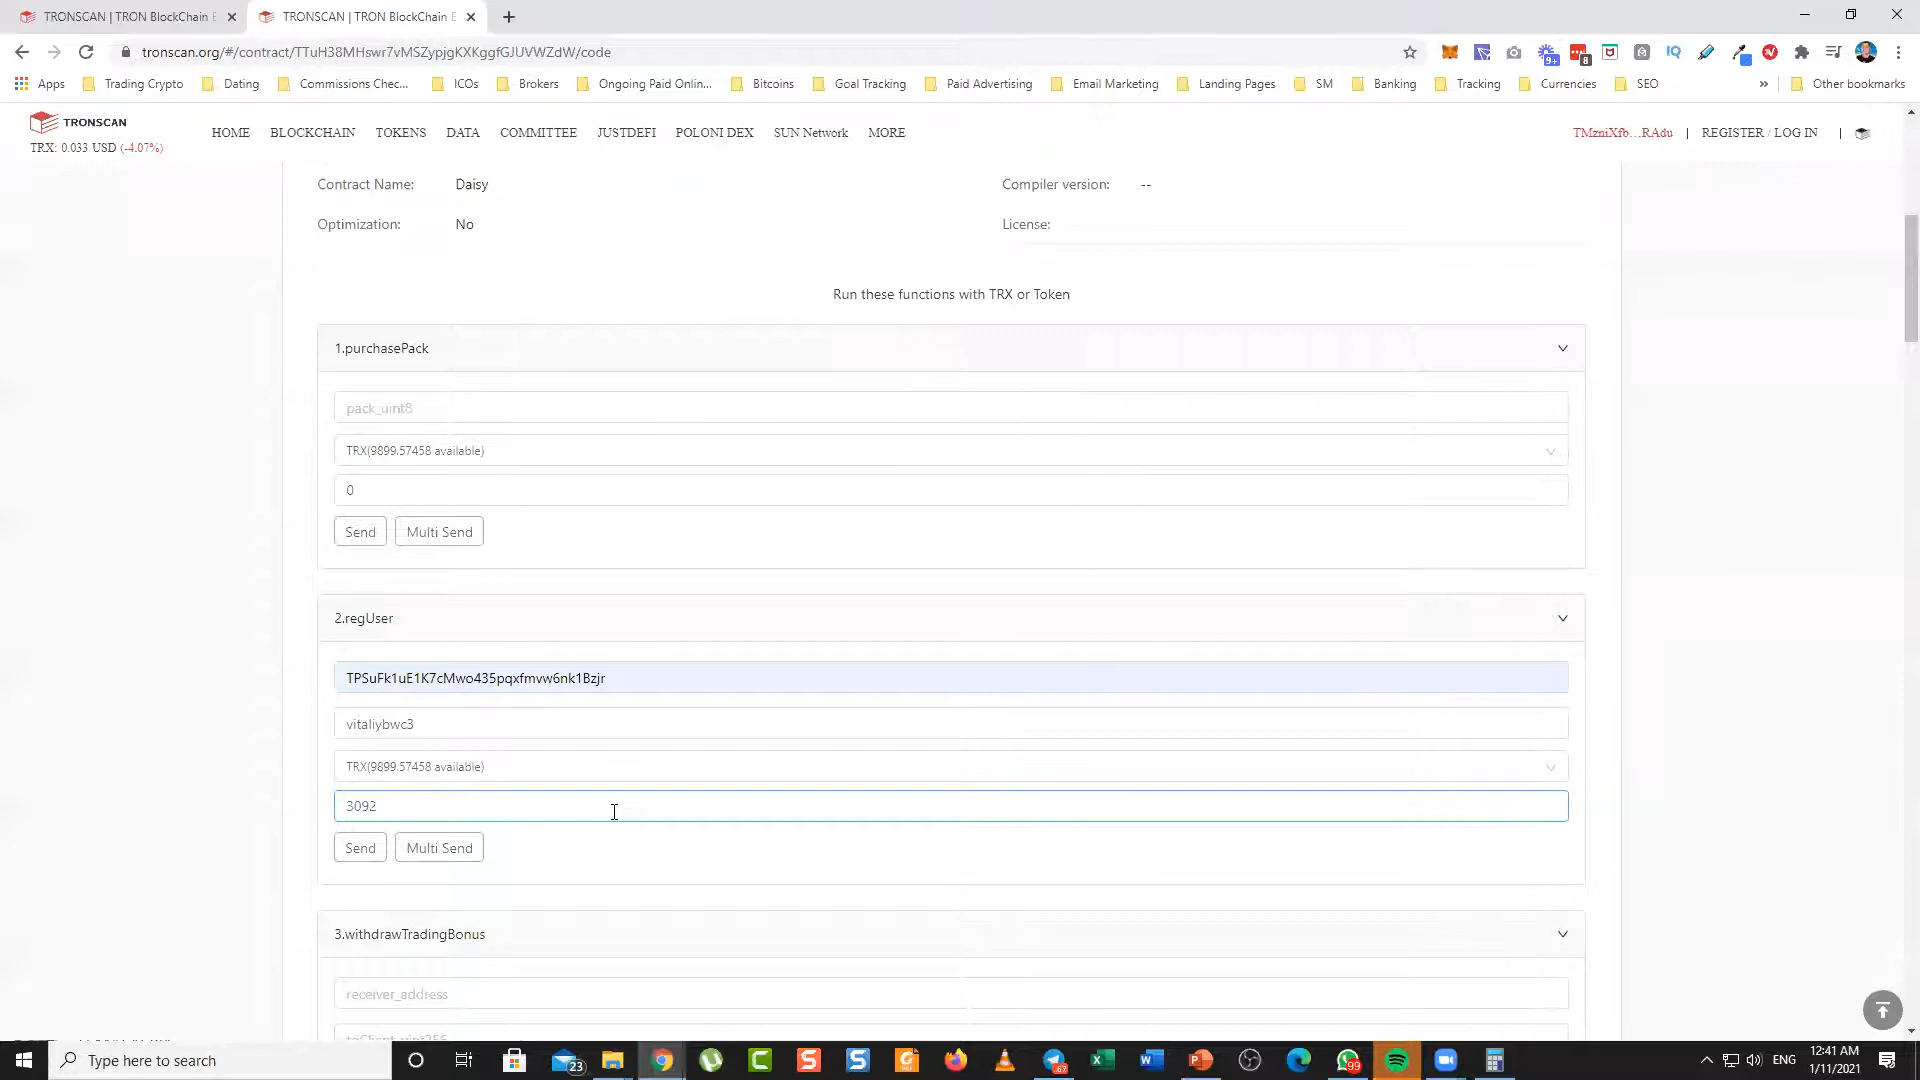 TRONSCAN | TRON BlockChain E
TRONSCAN | TRON BlockChain E
tronscan.org/#/contract/TTuH38MHswr7vMSZypjgKXKggfGJUVWZdW/code
9+
8
Apps
Trading Crypto
Dating
Commissions Chec...
ICOs
Brokers
Ongoing Paid Onlin...
Bitcoins
Goal Tracking
Paid Advertising
Email Marketing
Landing Pages
SM
Banking
Tracking
Currencies
SEO
»
Other bookmarks
TRONSCAN
TRX: 0.033 USD (-4.07%)
HOME
BLOCKCHAIN
TOKENS
DATA
COMMITTEE
JUSTDEFI
POLONI DEX
SUN Network
MORE
TMzniXfb...RAdu | REGISTER / LOG IN |
Contract Name: Daisy
Compiler version: --
Optimization: No
License:
Run these functions with TRX or Token
1.purchasePack
pack_uint8
TRX(9899.57458 available)
0
Send
Multi Send
2.regUser
TPSuFk1uE1K7cMwo435pqxfmvw6nk1Bzjr
vitaliybwc3
TRX(9899.57458 available)
3092
Send
Multi Send
3.withdrawTradingBonus
receiver_address
Type here to search
23
67
99
ENG
12:41 AM
1/11/2021